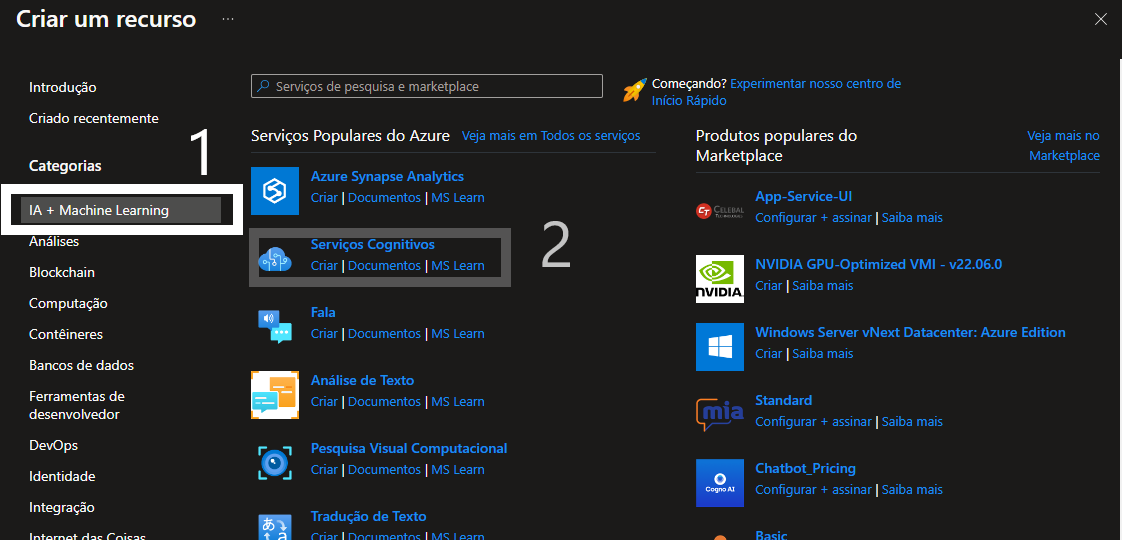 Criar um recurso
Introdução
Criado recentemente
Categorias
1
IA + Machine Learning
Análises
Blockchain
Computação
Contêineres
Bancos de dados
Ferramentas de
desenvolvedor
DevOps
Identidade
Integração
Internet das Coisas
Serviços de pesquisa e marketplace
Começando? Experimentar nosso centro de
Início Rápido
Serviços Populares do Azure Veja mais em Todos os serviços
Azure Synapse Analytics
Criar | Documentos | MS Learn
2
Serviços Cognitivos
Criar | Documentos | MS Learn
Fala
Criar | Documentos | MS Learn
Análise de Texto
Criar | Documentos | MS Learn
Pesquisa Visual Computacional
Criar | Documentos | MS Learn
Tradução de Texto
Criar | Documentos | MS Learn
Produtos populares do
Marketplace
Veja mais no
Marketplace
CT CELEBAL
TECHNOLOGIES
App-Service-UI
Configurar + assinar | Saiba mais
NVIDIA.
NVIDIA GPU-Optimized VMI - v22.06.0
Criar | Saiba mais
Windows Server vNext Datacenter: Azure Edition
Criar | Saiba mais
mia
Standard
Configurar + assinar | Saiba mais
Cogno AI
Chatbot_Pricing
Configurar + assinar | Saiba mais
Basic